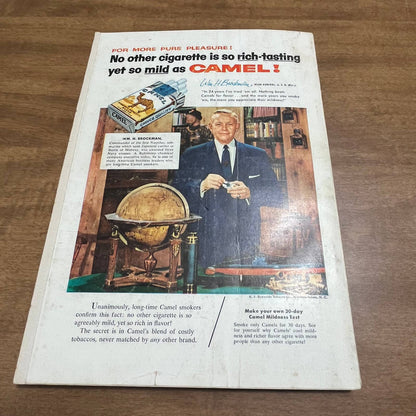 FOR MORE PURE PLEASURE!
No other cigarette is so rich-tasting
yet so mild as CAMEL!
Wm. H. Brockman,
"In 24 years I've tried 'em all. Nothing beats
Camels for flavor . . . and the more years you smoke
'em, the more you appreciate their mildness!"
CAMEL
WM. H. BROCKMAN,
Unanimously, long-time Camel smokers
confirm this fact: no other cigarette is so
agreeably mild, yet so rich in flavor!
The secret is in Camel's blend of costly
tobaccos, never matched by any other brand.
Make your own 30-day
Camel Mildness Test
Smoke only Camels for 30 days. See
for yourself why Camels' cool mild-
ness and richer flavor agree with more
people than any other cigarette!